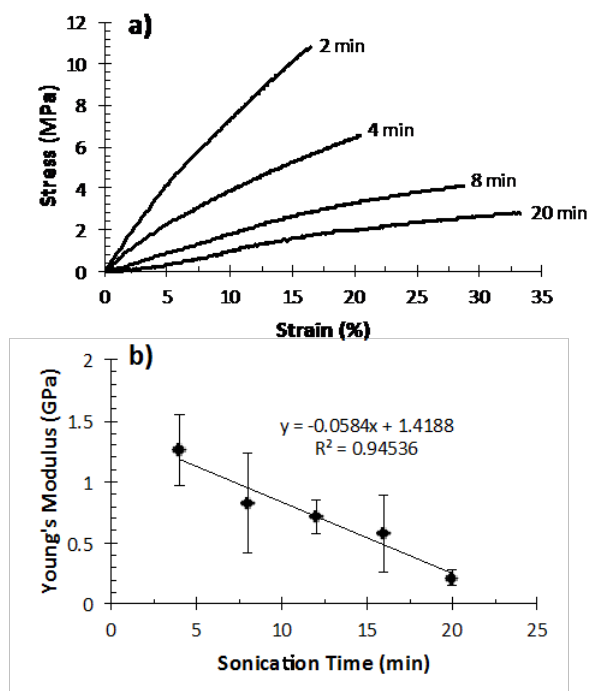 a)
12
10
8
6
4
2
0
Stress (MPa)
2 min
4 min
8 min
20 min
0 5 10 15 20 25 30 35
Strain (%)
b)
2
1.5
1
0.5
0
Young's Modulus (GPa)
y = -0.0584x + 1.4188
R² = 0.94536
0 5 10 15 20 25
Sonication Time (min)